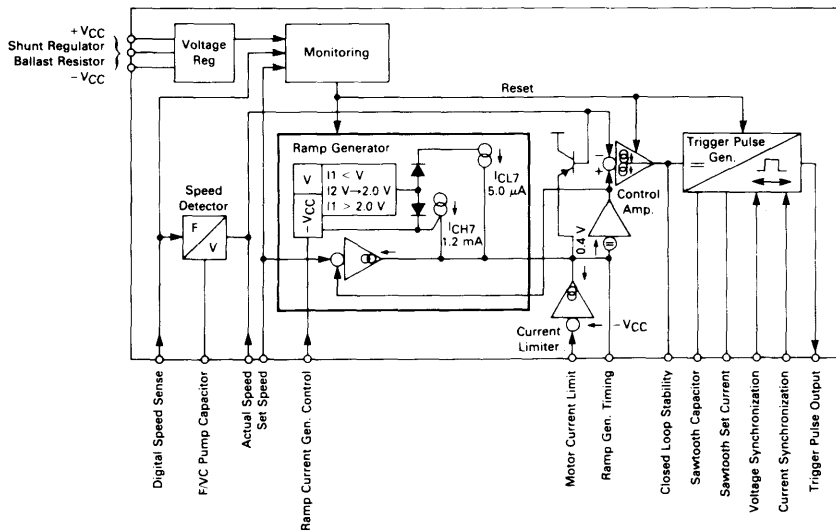 + VCC
Shunt Regulator
Ballast Resistor
- VCC
Voltage
Reg
Monitoring
Reset
Ramp Generator
V
- VCC
I1 < V
I2 V→2.0 V
I1 > 2.0 V
ICL7
5.0 μA
ICH7
1.2 mA
Speed
Detector
F
V
-
+
=
Control
Amp.
0.4 V
=
Trigger Pulse
Gen.
=
Current
Limiter
- VCC
Digital Speed Sense
F/VC Pump Capacitor
Actual Speed
Set Speed
Ramp Current Gen. Control
Motor Current Limit
Ramp Gen. Timing
Closed Loop Stability
Sawtooth Capacitor
Sawtooth Set Current
Voltage Synchronization
Current Synchronization
Trigger Pulse Output